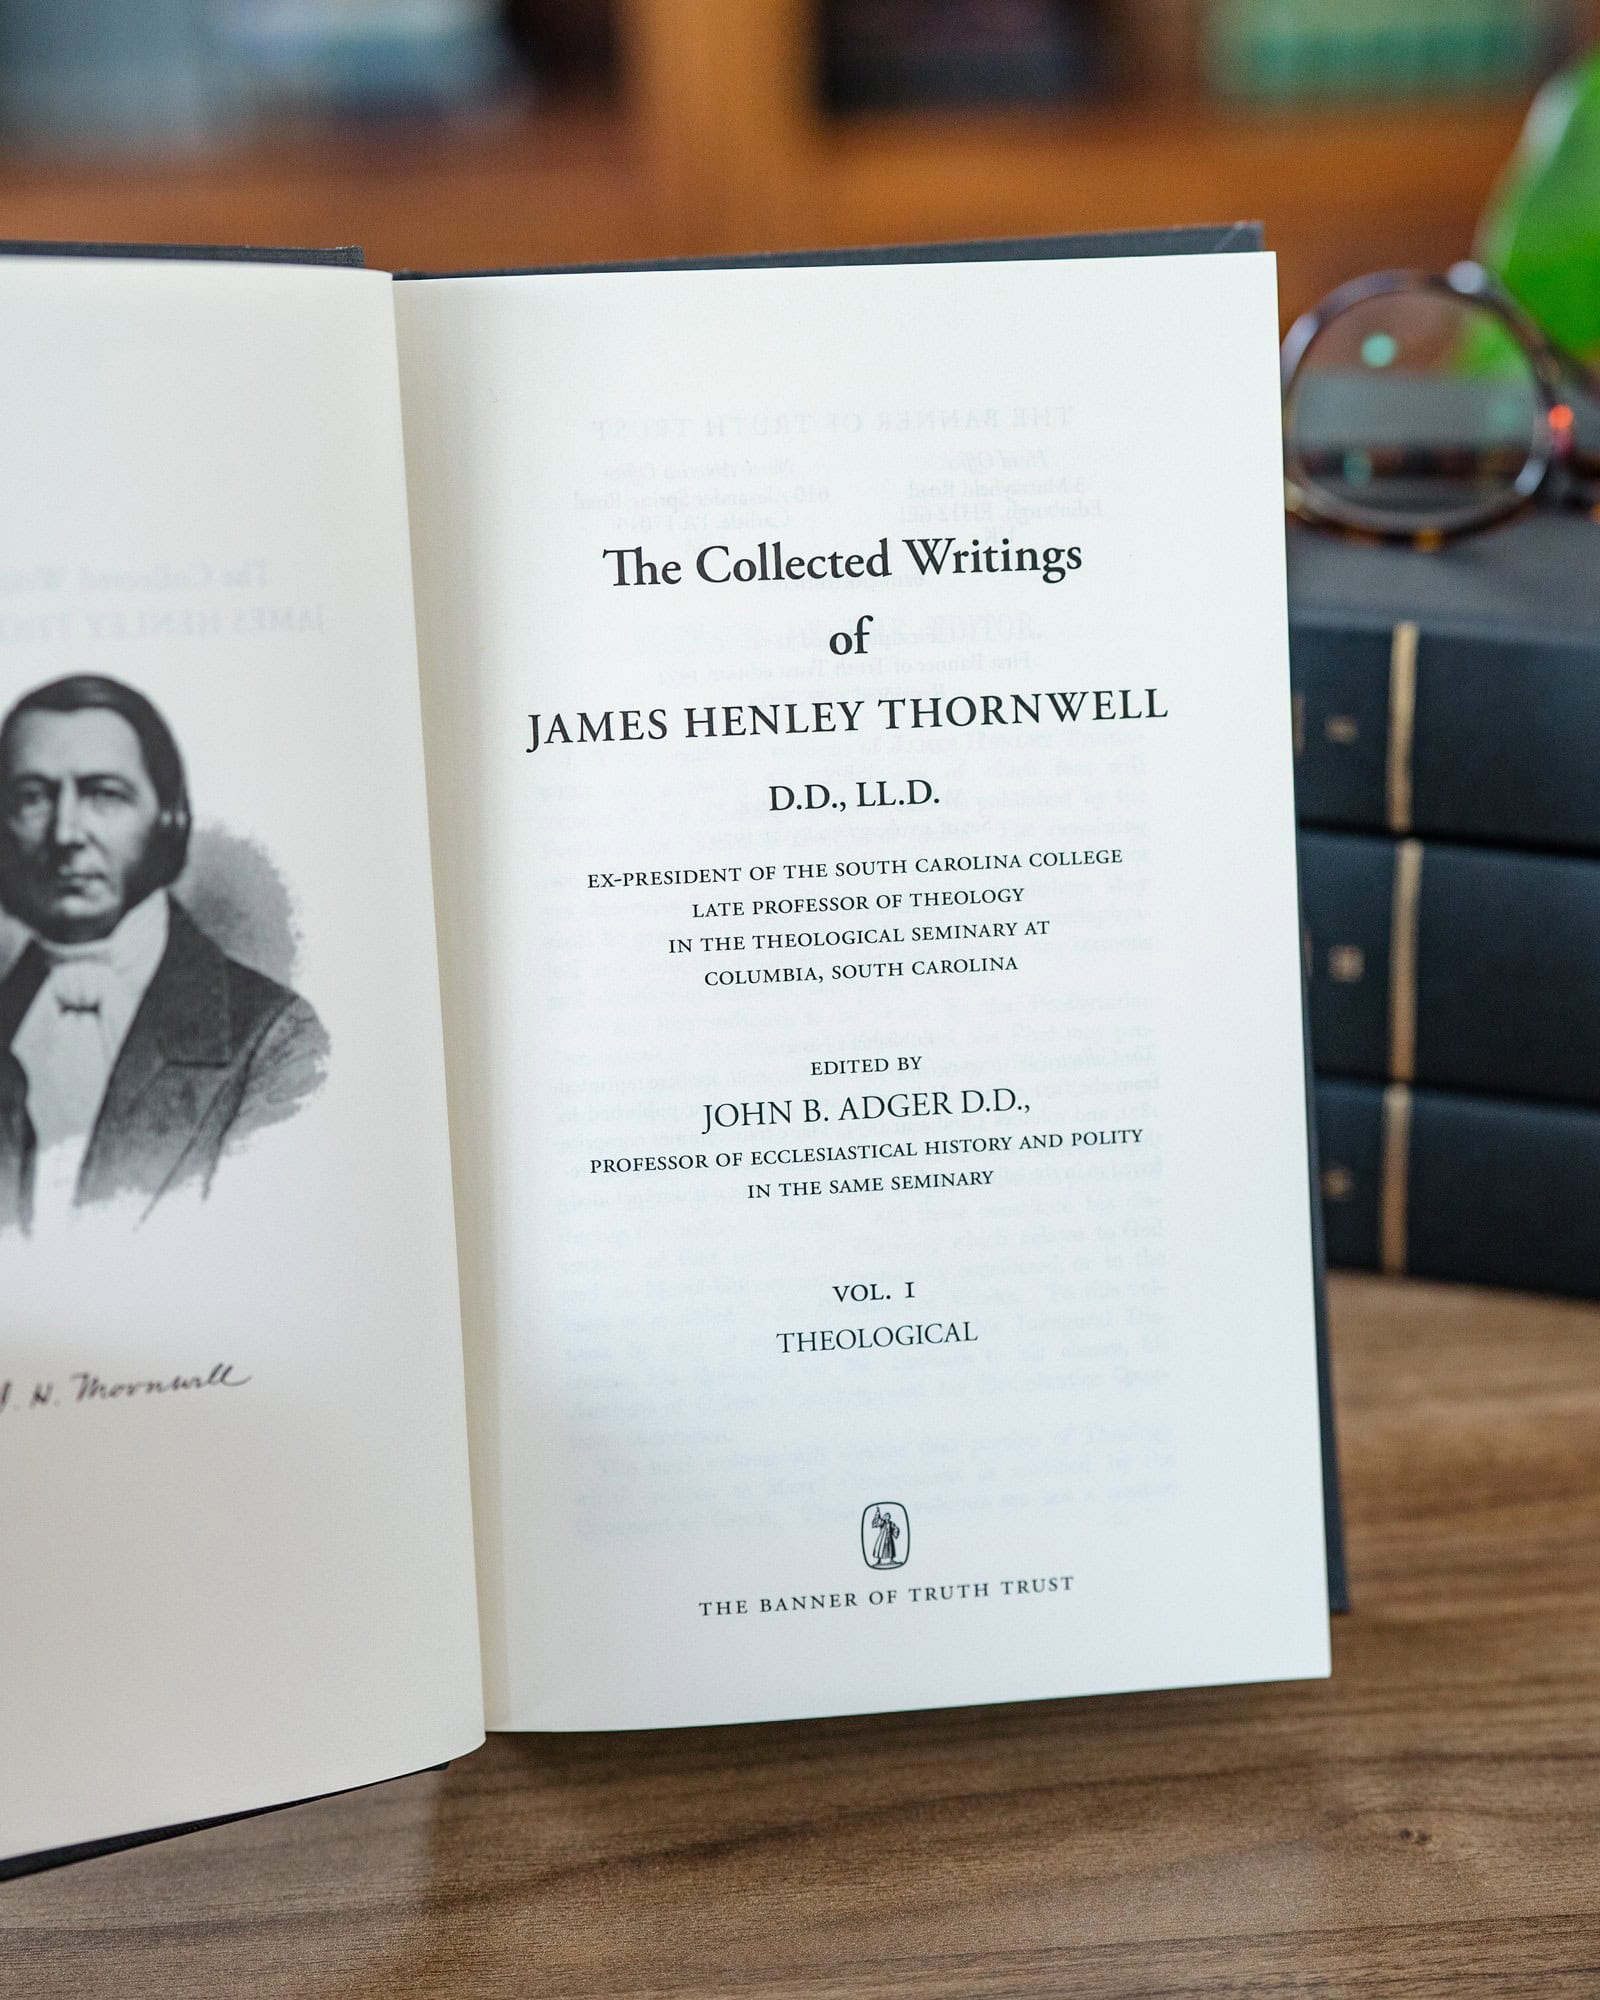 J. H. Thornwell
The Collected Writings
of
JAMES HENLEY THORNWELL
D.D., LL.D.
EX-PRESIDENT OF THE SOUTH CAROLINA COLLEGE
LATE PROFESSOR OF THEOLOGY
IN THE THEOLOGICAL SEMINARY AT
COLUMBIA, SOUTH CAROLINA
EDITED BY
JOHN B. ADGER D.D.,
PROFESSOR OF ECCLESIASTICAL HISTORY AND POLITY
IN THE SAME SEMINARY
VOL. I
THEOLOGICAL
THE BANNER OF TRUTH TRUST